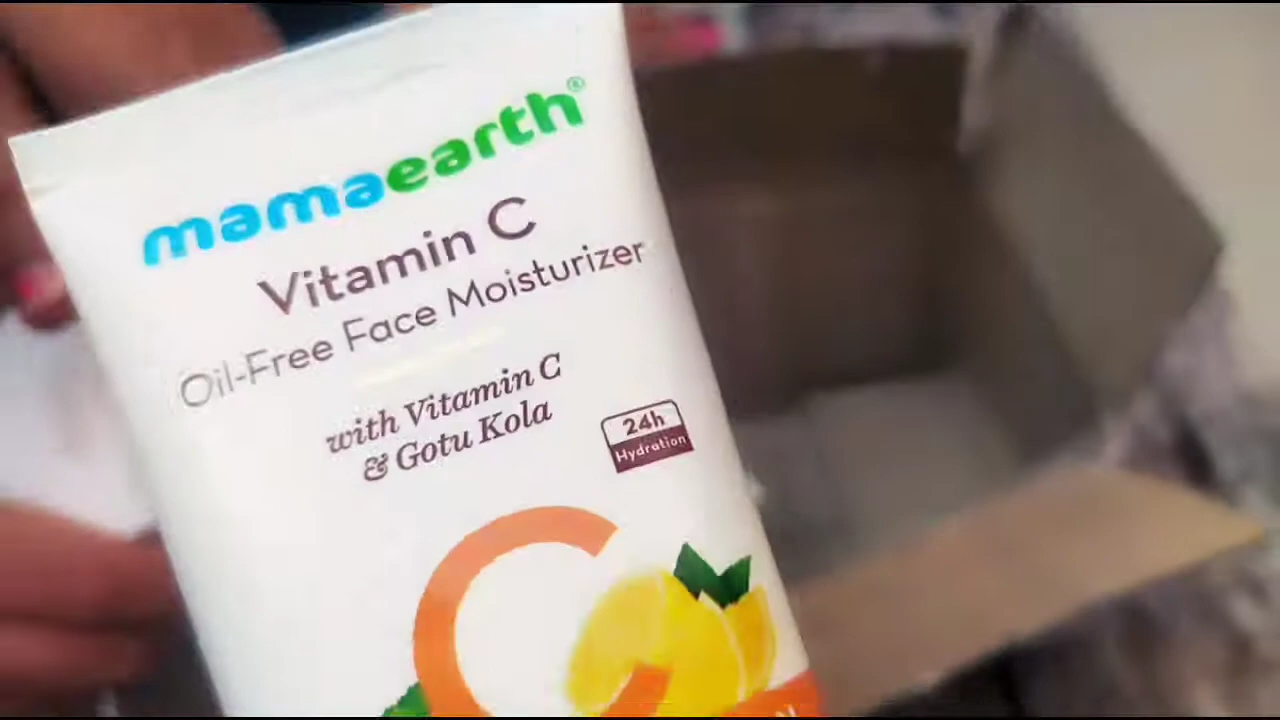 mamaearth®
Vitamin C
Oil-Free Face Moisturizer
with Vitamin C
& Gotu Kola
24h
Hydration